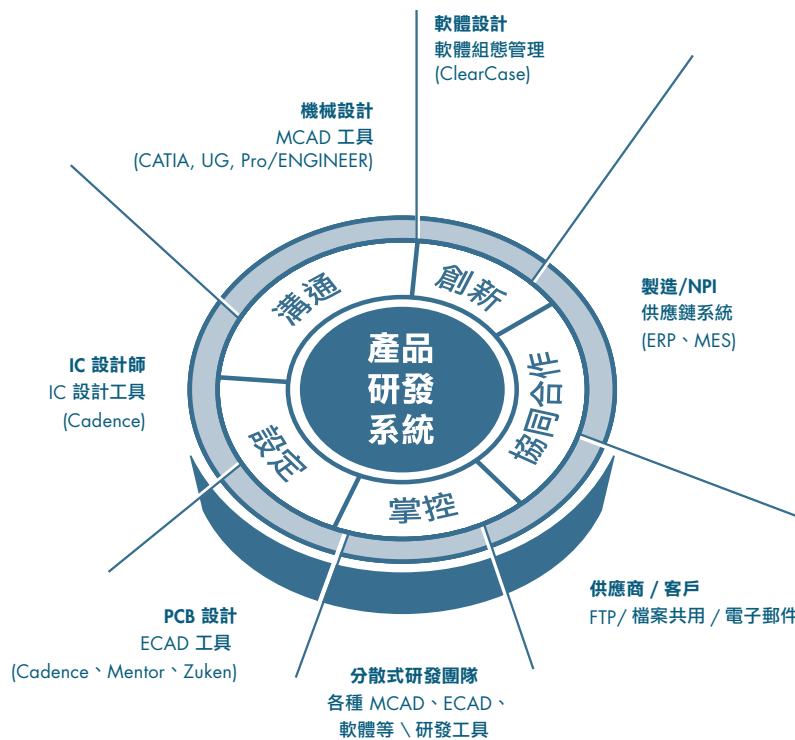 軟體設計
軟體組態管理
(ClearCase)
機械設計
MCAD 工具
(CATIA, UG, Pro/ENGINEER)
製造/NPI
供應鏈系統
(ERP、MES)
IC 設計師
IC 設計工具
(Cadence)
溝通
創新
協同合作
掌控
設定
產品
研發
系統
供應商 / 客戶
FTP/ 檔案共用 / 電子郵件
PCB 設計
ECAD 工具
(Cadence、Mentor、Zuken)
分散式研發團隊
各種 MCAD、ECAD、
軟體等 \ 研發工具